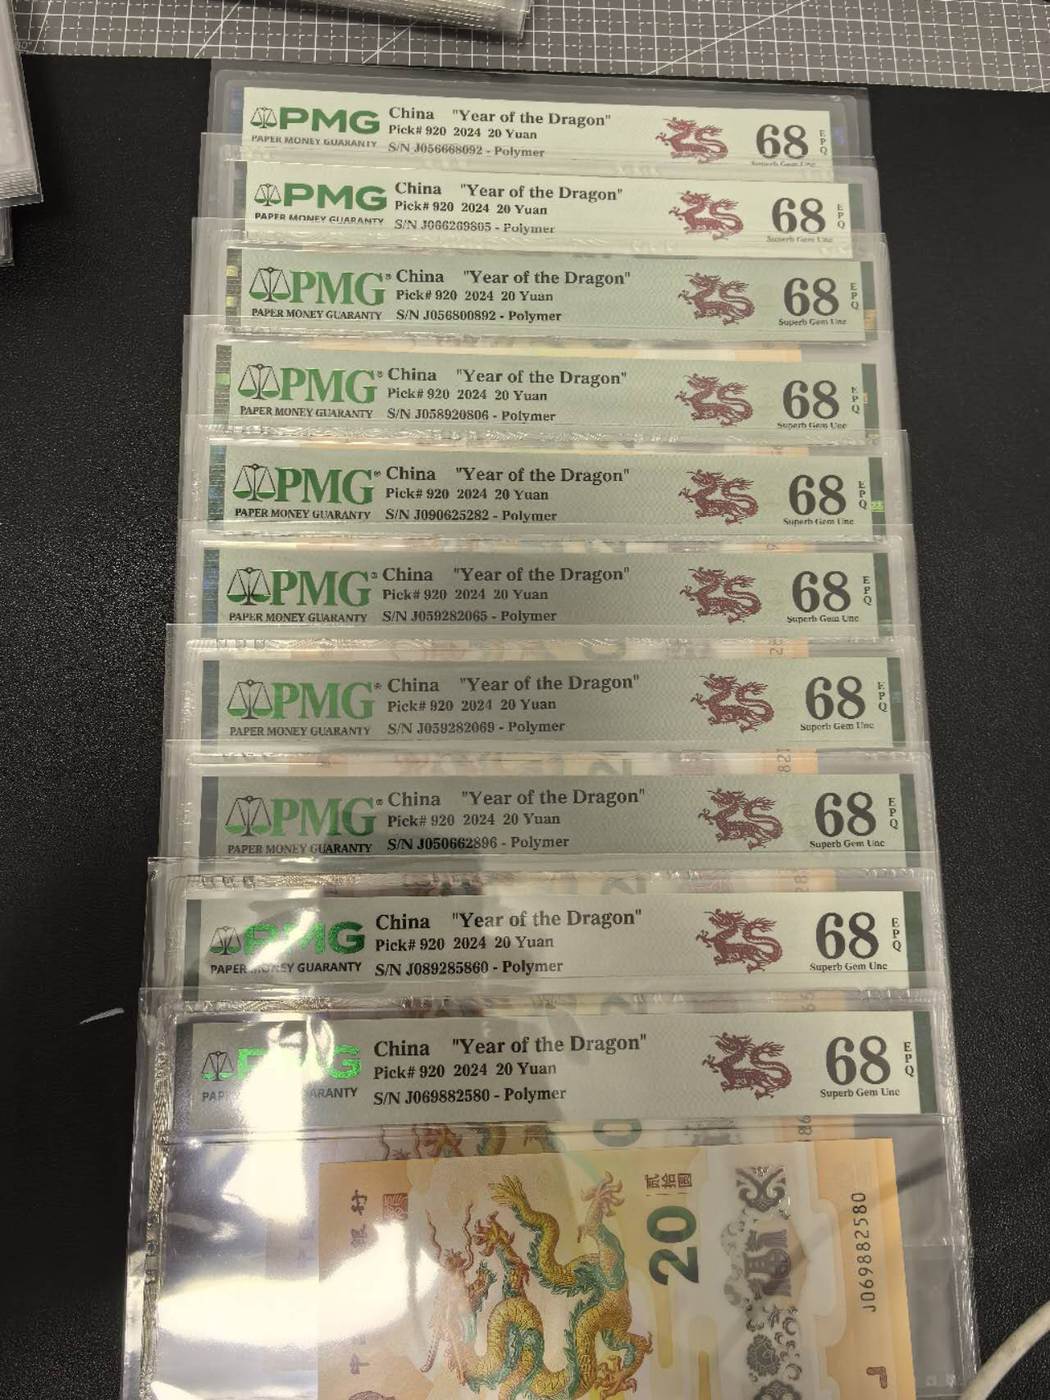 PMG
PAPER MONEY GUARANTY
China "Year of the Dragon"
Pick# 920 2024 20 Yuan
S/N J056668092 - Polymer
68
EPQ
Superb Gem Unc
PMG
PAPER MONEY GUARANTY
China "Year of the Dragon"
Pick# 920 2024 20 Yuan
S/N J066269805 - Polymer
68
EPQ
Superb Gem Unc
PMG
PAPER MONEY GUARANTY
China "Year of the Dragon"
Pick# 920 2024 20 Yuan
S/N J056800892 - Polymer
68
EPQ
Superb Gem Unc
PMG
PAPER MONEY GUARANTY
China "Year of the Dragon"
Pick# 920 2024 20 Yuan
S/N J058920806 - Polymer
68
EPQ
Superb Gem Unc
PMG
PAPER MONEY GUARANTY
China "Year of the Dragon"
Pick# 920 2024 20 Yuan
S/N J090625282 - Polymer
68
EPQ
Superb Gem Unc
PMG
PAPER MONEY GUARANTY
China "Year of the Dragon"
Pick# 920 2024 20 Yuan
S/N J059282065 - Polymer
68
EPQ
Superb Gem Unc
PMG
PAPER MONEY GUARANTY
China "Year of the Dragon"
Pick# 920 2024 20 Yuan
S/N J059282069 - Polymer
68
EPQ
Superb Gem Unc
PMG
PAPER MONEY GUARANTY
China "Year of the Dragon"
Pick# 920 2024 20 Yuan
S/N J050662896 - Polymer
68
EPQ
Superb Gem Unc
PMG
PAPER MONEY GUARANTY
China "Year of the Dragon"
Pick# 920 2024 20 Yuan
S/N J089285860 - Polymer
68
EPQ
Superb Gem Unc
PMG
China "Year of the Dragon"
Pick# 920 2024 20 Yuan
S/N J069882580 - Polymer
68
EPQ
Superb Gem Unc
貳拾圓
20
J069882580